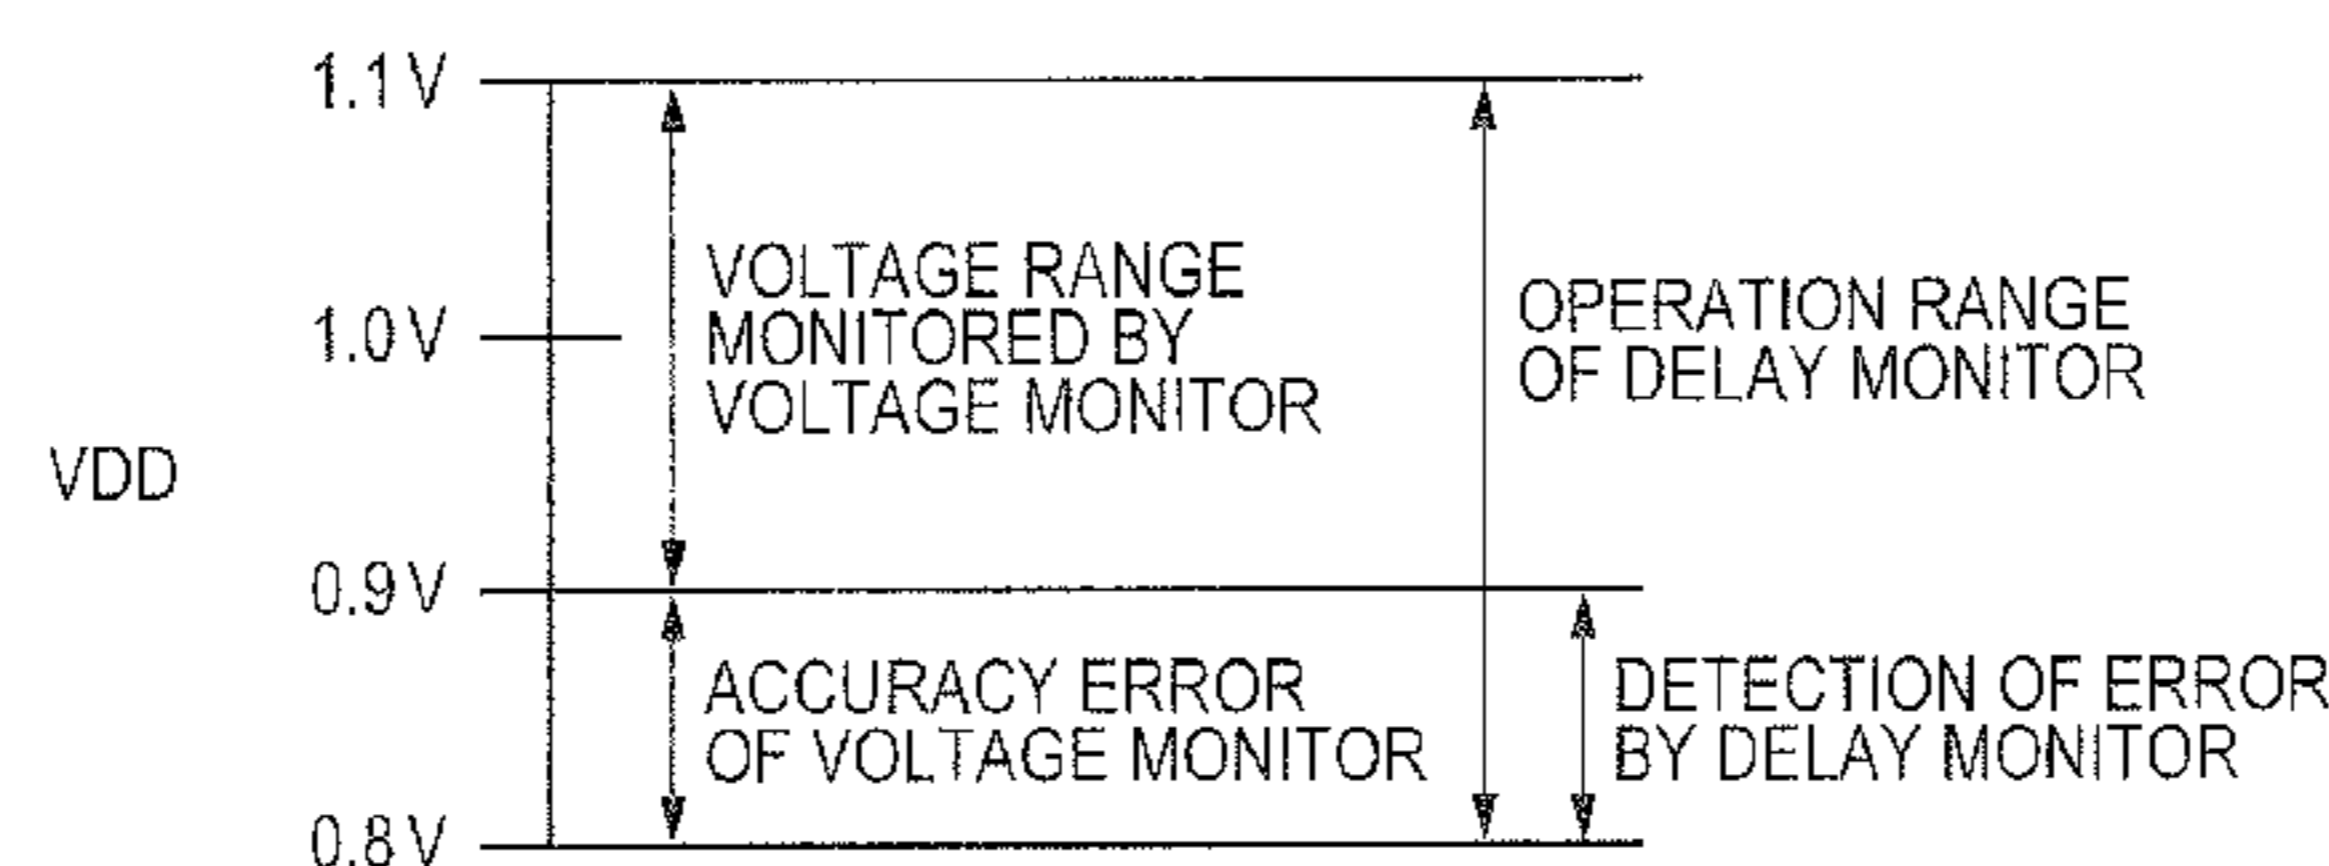 1.1V
VOLTAGE RANGE
MONITORED BY
VOLTAGE MONITOR
OPERATION RANGE
OF DELAY MONITOR
1.0V
VDD
0.9V
ACCURACY ERROR
OF VOLTAGE MONITOR
DETECTION OF ERROR
BY DELAY MONITOR
0.8V